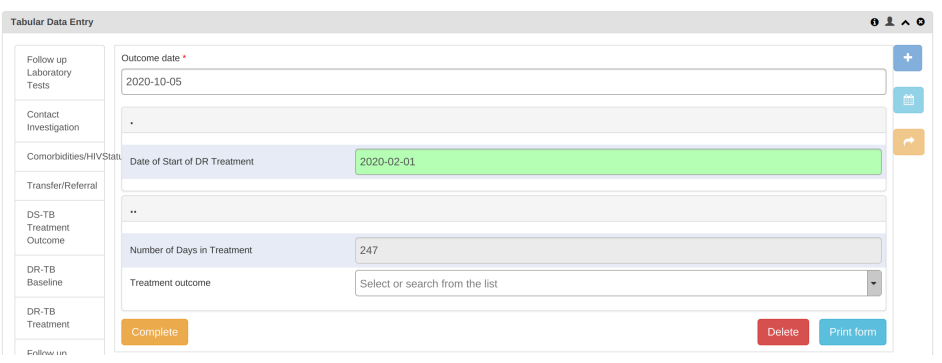 Tabular Data Entry
Follow up
Laboratory
Tests
Contact
Investigation
Comorbidities/HIVStatu
Transfer/Referral
DS-TB
Treatment
Outcome
DR-TB
Baseline
DR-TB
Treatment
Follow up
Outcome date *
2020-10-05
.
Date of Start of DR Treatment
2020-02-01
..
Number of Days in Treatment
247
Treatment outcome
Select or search from the list
Complete
Delete
Print form